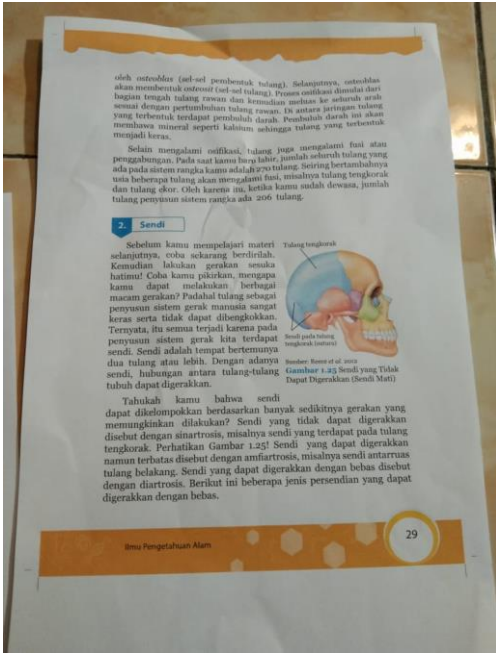 oleh osteoblas (sel-sel pembentuk tulang). Selanjutnya, osteoblas
akan membentuk osteosit (sel-sel tulang). Proses osifikasi dimulai dari
bagian tengah tulang rawan dan kemudian meluas ke seluruh arah
sesuai dengan pertumbuhan tulang rawan. Di antara jaringan tulang
yang terbentuk terdapat pembuluh darah. Pembuluh darah ini akan
membawa mineral seperti kalsium sehingga tulang yang terbentuk
menjadi keras.
Selain mengalami osifikasi, tulang juga mengalami fusi atau
penggabungan. Pada saat kamu baru lahir, jumlah seluruh tulang yang
ada pada sistem rangka kamu adalah 270 tulang. Seiring bertambahnya
usia beberapa tulang akan mengalami fusi, misalnya tulang tengkorak
dan tulang ekor. Oleh karena itu, ketika kamu sudah dewasa, jumlah
tulang penyusun sistem rangka ada 206 tulang.
2. Sendi
Sebelum kamu mempelajari materi
selanjutnya, coba sekarang berdirilah.
Kemudian lakukan gerakan sesuka
hatimu! Coba kamu pikirkan, mengapa
kamu dapat melakukan berbagai
macam gerakan? Padahal tulang sebagai
penyusun sistem gerak manusia sangat
keras serta tidak dapat dibengkokkan.
Ternyata, itu semua terjadi karena pada
penyusun sistem gerak kita terdapat
sendi. Sendi adalah tempat bertemunya
dua tulang atau lebih. Dengan adanya
sendi, hubungan antara tulang-tulang
tubuh dapat digerakkan.
Tulang tengkorak
Sendi pada tulang
tengkorak (sutura)
Sumber: Reece et al. 2012
Gambar 1.25 Sendi yang Tidak
Dapat Digerakkan (Sendi Mati)
Tahukah kamu bahwa sendi
dapat dikelompokkan berdasarkan banyak sedikitnya gerakan yang
memungkinkan dilakukan? Sendi yang tidak dapat digerakkan
disebut dengan sinartrosis, misalnya sendi yang terdapat pada tulang
tengkorak. Perhatikan Gambar 1.25! Sendi yang dapat digerakkan
namun terbatas disebut dengan amfiartrosis, misalnya sendi antarruas
tulang belakang. Sendi yang dapat digerakkan dengan bebas disebut
dengan diartrosis. Berikut ini beberapa jenis persendian yang dapat
digerakkan dengan bebas.
Ilmu Pengetahuan Alam
29